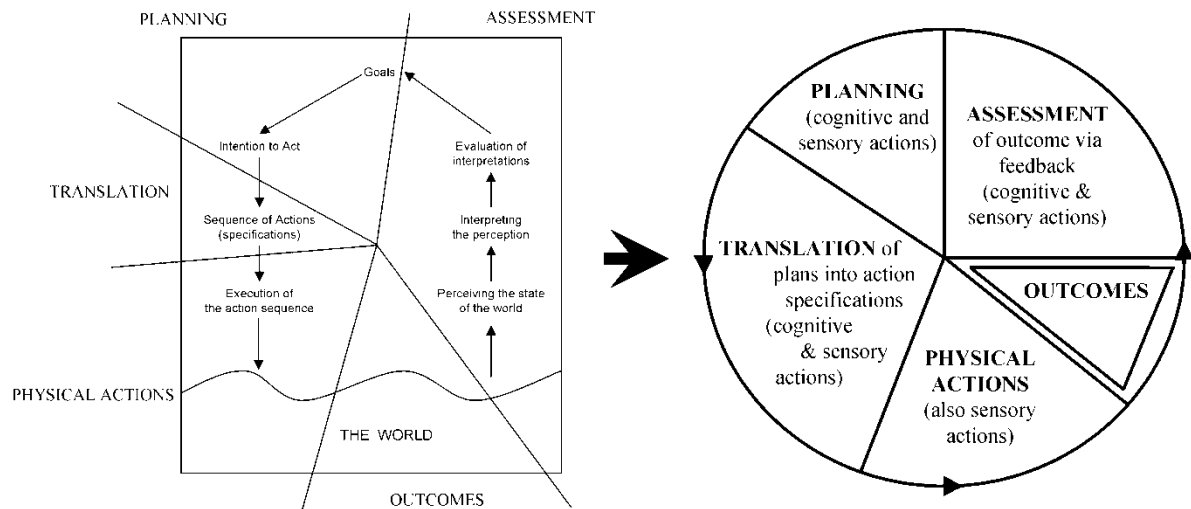 PLANNING
ASSESSMENT
Goals
Intention to Act
Evaluation of
interpretations
TRANSLATION
Sequence of Actions
(specifications)
Interpreting
the perception
Execution of
the action sequence
Perceiving the state
of the world
PHYSICAL ACTIONS
THE WORLD
OUTCOMES
PLANNING
(cognitive and
sensory actions)
ASSESSMENT
of outcome via
feedback
(cognitive &
sensory actions)
TRANSLATION of
plans into action
specifications
(cognitive
& sensory
actions)
OUTCOMES
PHYSICAL
ACTIONS
(also sensory
actions)